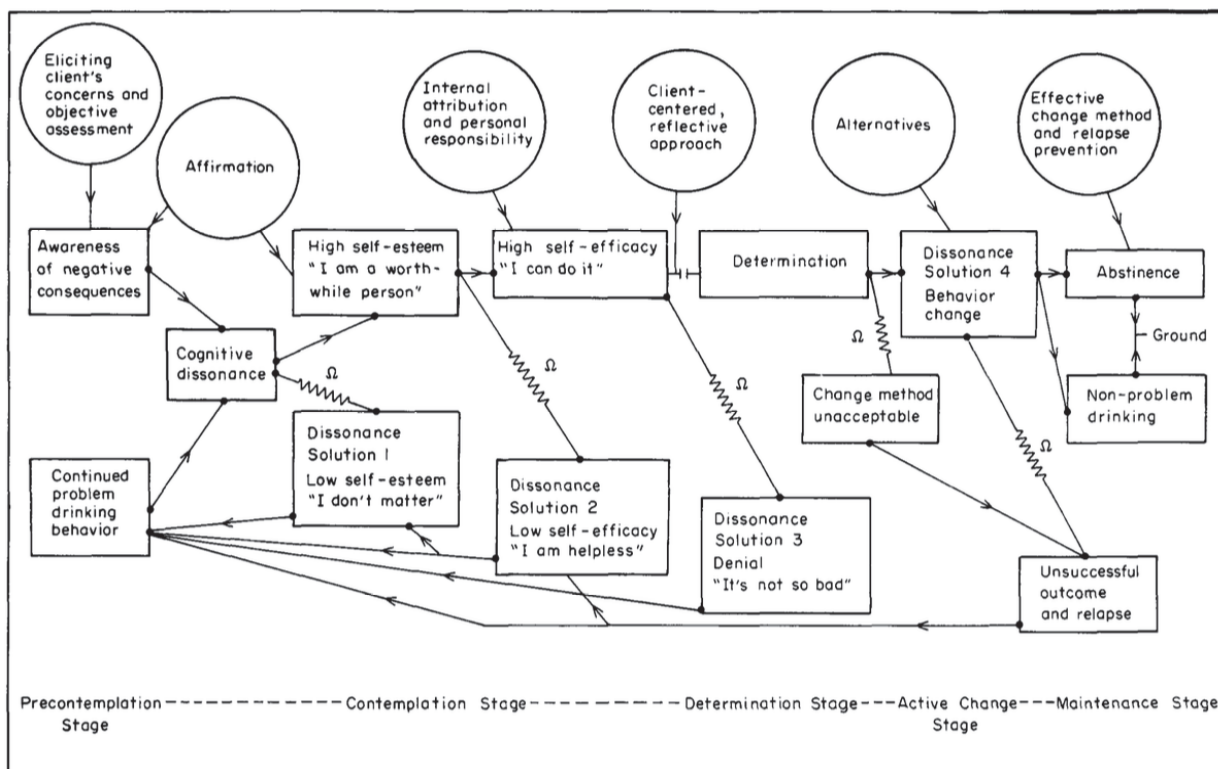 Eliciting
client's
concerns and
objective
assessment
Affirmation
Internal
attribution
and personal
responsibility
Client-
centered,
reflective
approach
Alternatives
Effective
change method
and relapse
prevention
Awareness
of negative
consequences
High self-esteem
"I am a worth-
while person"
High self-efficacy
"I can do it"
Determination
Dissonance
Solution 4
Behavior
change
Abstinence
Ground
Cognitive
dissonance
Ω
Ω
Ω
Ω
Ω
Change method
unacceptable
Non-problem
drinking
Continued
problem
drinking
behavior
Dissonance
Solution 1
Low self-esteem
"I don't matter"
Dissonance
Solution 2
Low self-efficacy
"I am helpless"
Dissonance
Solution 3
Denial
"It's not so bad"
Unsuccessful
outcome
and relapse
Precontemplation
Stage
Contemplation Stage
Determination Stage
Active Change
Stage
Maintenance Stage